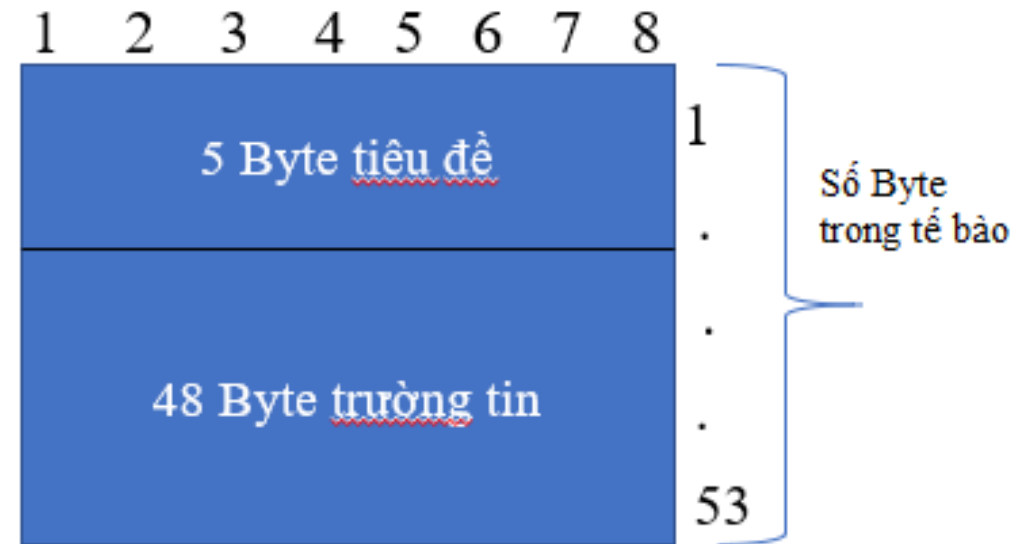 1 2 3 4 5 6 7 8
5 Byte tiêu đề
1
Số Byte
trong tế bào
.
.
48 Byte trường tin
.
53